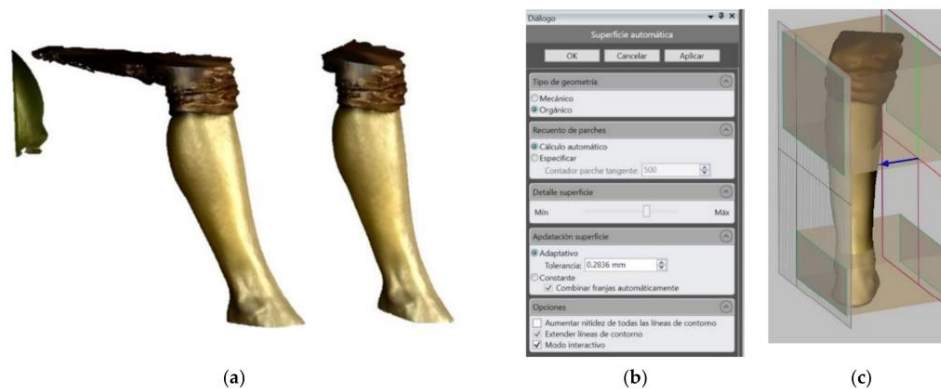 Diálogo
Superficie automática
OK Cancelar Aplicar
Tipo de geometría
Mecánico
Orgánico
Recuento de parches
Cálculo automático
Especificar
Contador parche tangente: 500
Detalle superficie
Mín Máx
Apdatación superficie
Adaptativo
Tolerancia: 0.2836 mm
Constante
Combinar franjas automáticamente
Opciones
Aumentar nitidez de todas las líneas de contorno
Extender líneas de contorno
Modo interactivo
(a) (b) (c)